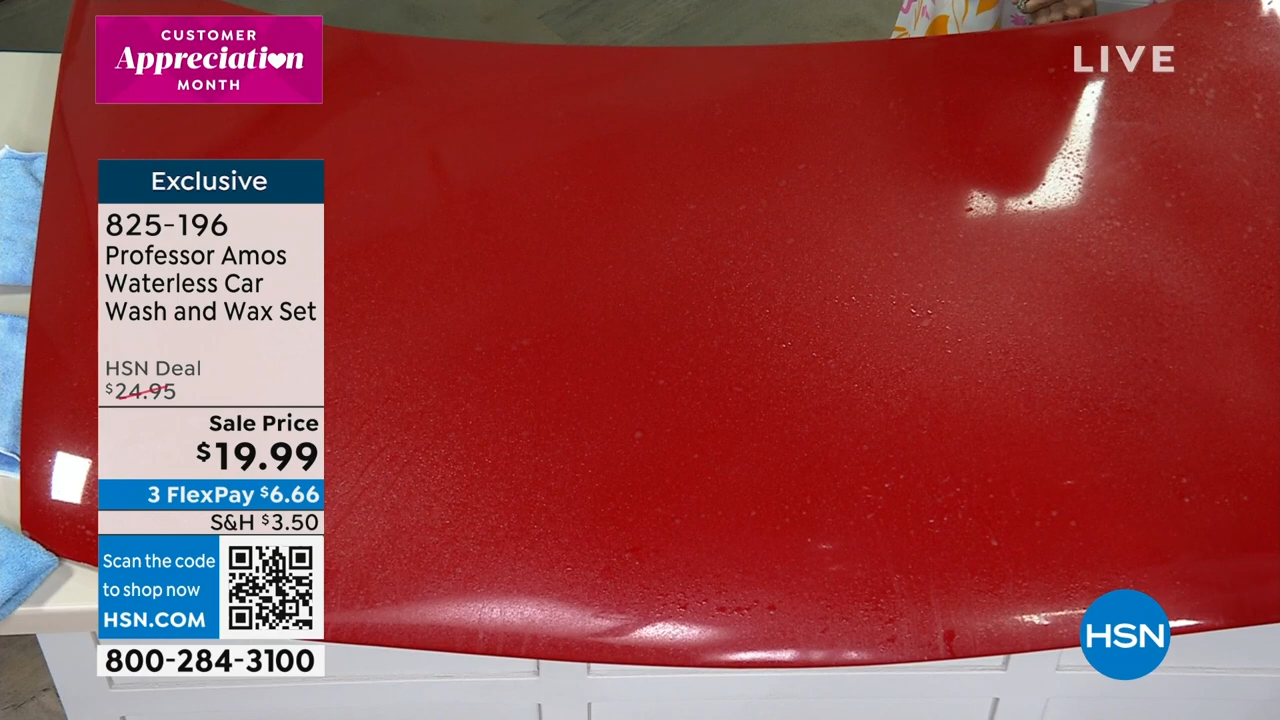 CUSTOMER
Appreciation
MONTH
LIVE
Exclusive
825-196
Professor Amos
Waterless Car
Wash and Wax Set
HSN Deal
$24.95
Sale Price
$19.99
3 FlexPay $6.66
S&H $3.50
Scan the code
to shop now
HSN.COM
800-284-3100
HSN